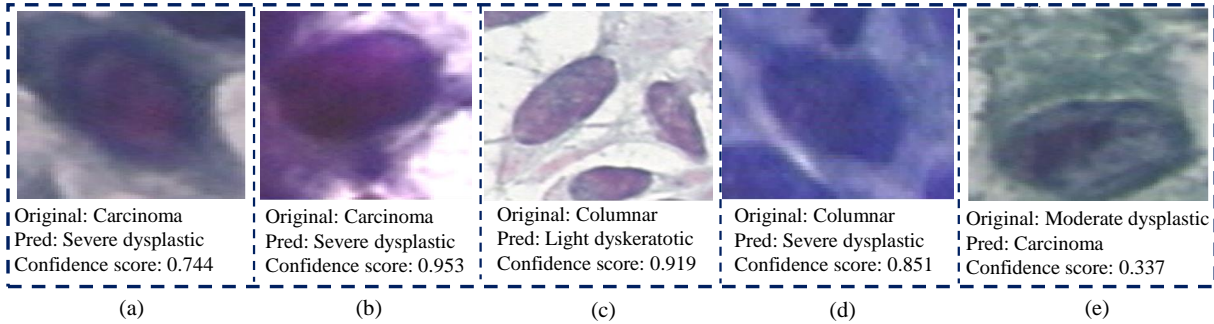 Original: Carcinoma
Pred: Severe dysplastic
Confidence score: 0.744
(a)
Original: Carcinoma
Pred: Severe dysplastic
Confidence score: 0.953
(b)
Original: Columnar
Pred: Light dyskeratotic
Confidence score: 0.919
(c)
Original: Columnar
Pred: Severe dysplastic
Confidence score: 0.851
(d)
Original: Moderate dysplastic
Pred: Carcinoma
Confidence score: 0.337
(e)